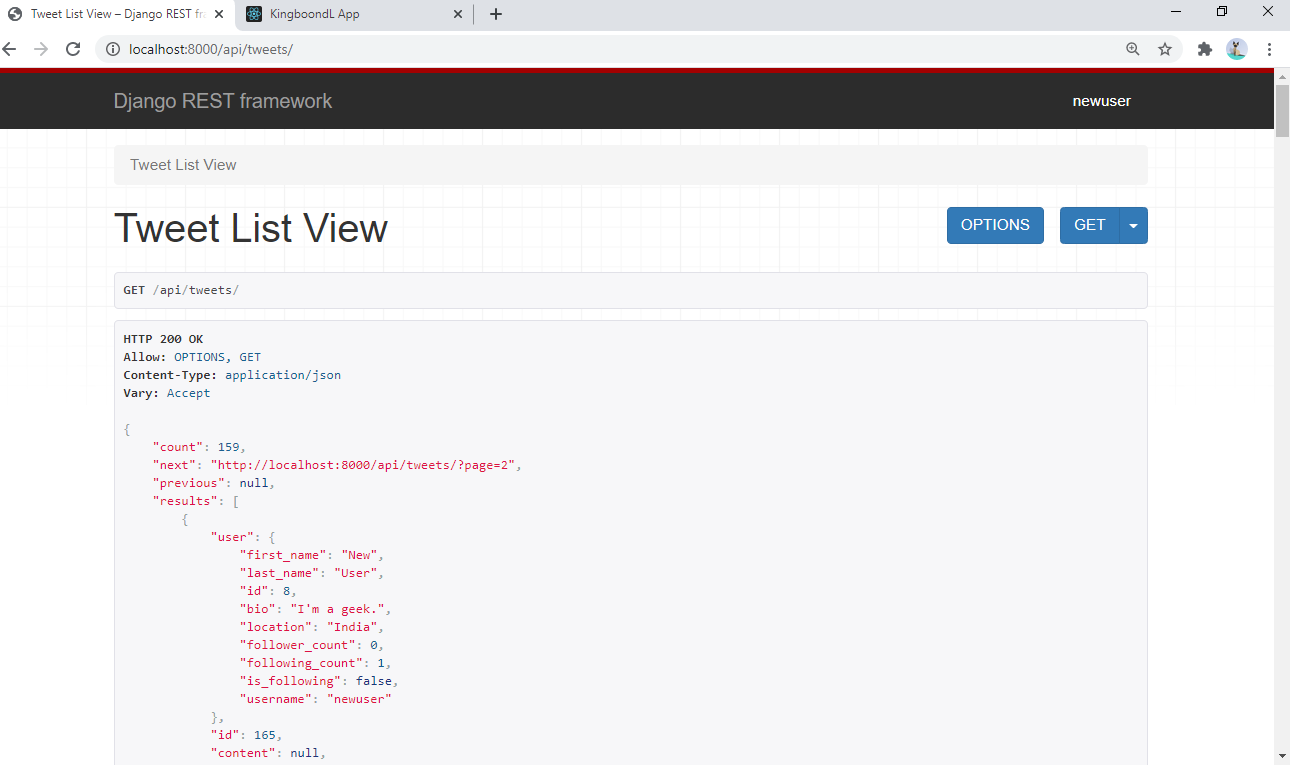 Tweet List View – Django REST fr
KingboondL App
localhost:8000/api/tweets/
Django REST framework
newuser
Tweet List View
Tweet List View
OPTIONS
GET
GET /api/tweets/
HTTP 200 OK
Allow: OPTIONS, GET
Content-Type: application/json
Vary: Accept
{
"count": 159,
"next": "http://localhost:8000/api/tweets/?page=2",
"previous": null,
"results": [
{
"user": {
"first_name": "New",
"last_name": "User",
"id": 8,
"bio": "I'm a geek.",
"location": "India",
"follower_count": 0,
"following_count": 1,
"is_following": false,
"username": "newuser"
},
"id": 165,
"content": null,